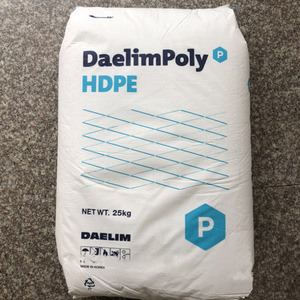 DaelimPoly P
HDPE
NET WT. 25kg
P
DAELIM
MADE IN KOREA